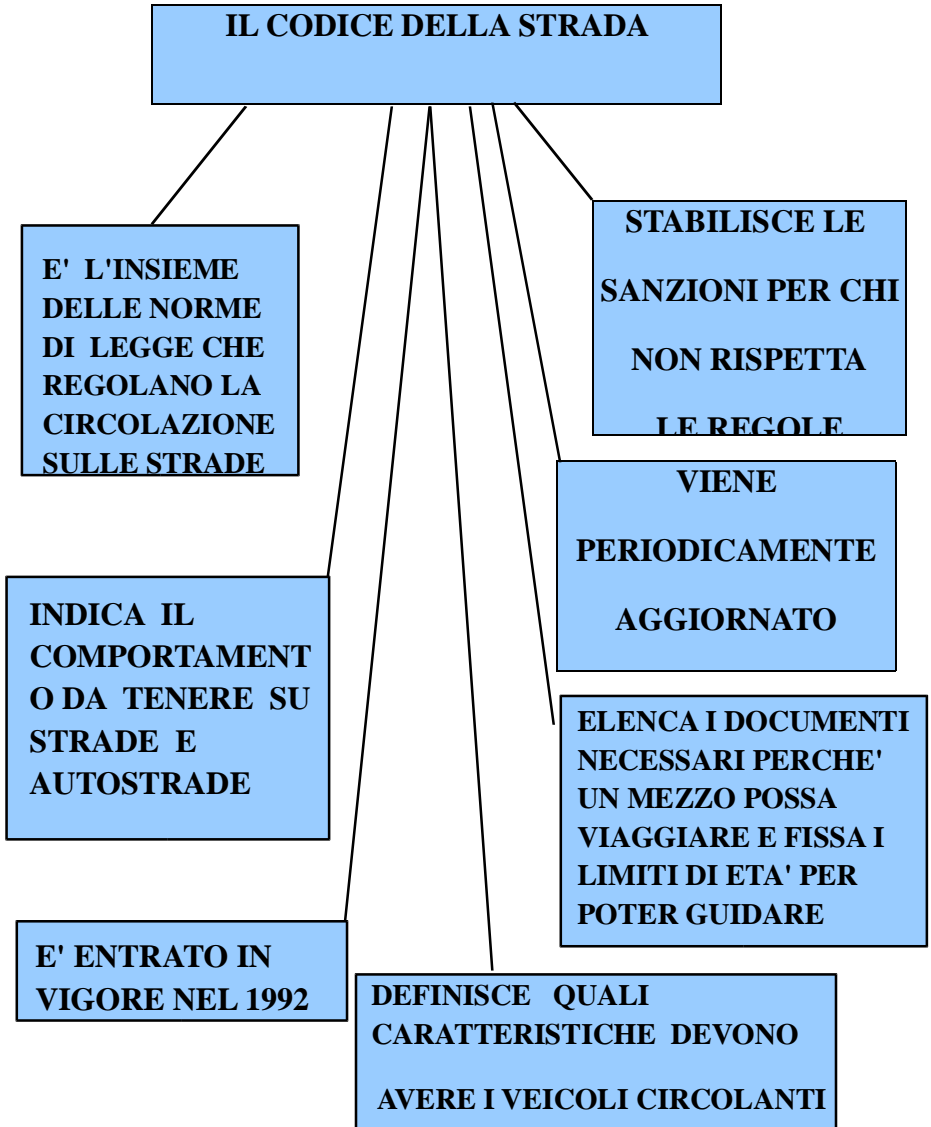 IL CODICE DELLA STRADA
E' L'INSIEME
DELLE NORME
DI LEGGE CHE
REGOLANO LA
CIRCOLAZIONE
SULLE STRADE
STABILISCE LE
SANZIONI PER CHI
NON RISPETTA
LE REGOLE
VIENE
PERIODICAMENTE
AGGIORNATO
INDICA IL
COMPORTAMENT
O DA TENERE SU
STRADE E
AUTOSTRADE
ELENCA I DOCUMENTI
NECESSARI PERCHE'
UN MEZZO POSSA
VIAGGIARE E FISSA I
LIMITI DI ETA' PER
POTER GUIDARE
E' ENTRATO IN
VIGORE NEL 1992
DEFINISCE QUALI
CARATTERISTICHE DEVONO
AVERE I VEICOLI CIRCOLANTI